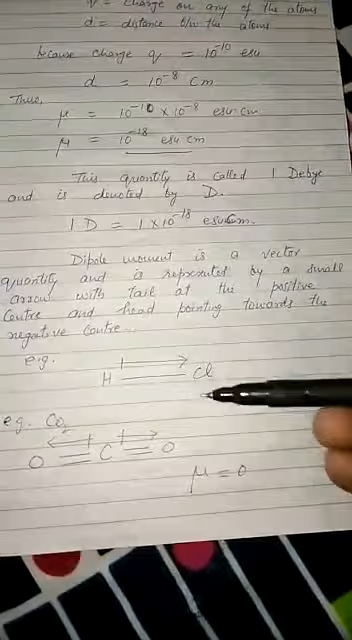 q = charge on any of the atoms
d = distance b/w the atoms
because charge q = 10⁻¹⁰ esu
d = 10⁻⁸ cm
Thus,
μ = 10⁻¹⁰ × 10⁻⁸ esu cm
μ = 10⁻¹⁸ esu cm
This quantity is called 1 Debye
and is denoted by D.
1 D = 1 × 10⁻¹⁸ esu cm.
Dipole moment is a vector
quantity and is represented by a small
arrow with tail at the positive
centre and head pointing towards the
negative centre..
e.g.
H — Cl
e.g. CO₂
O = C = O
μ = 0